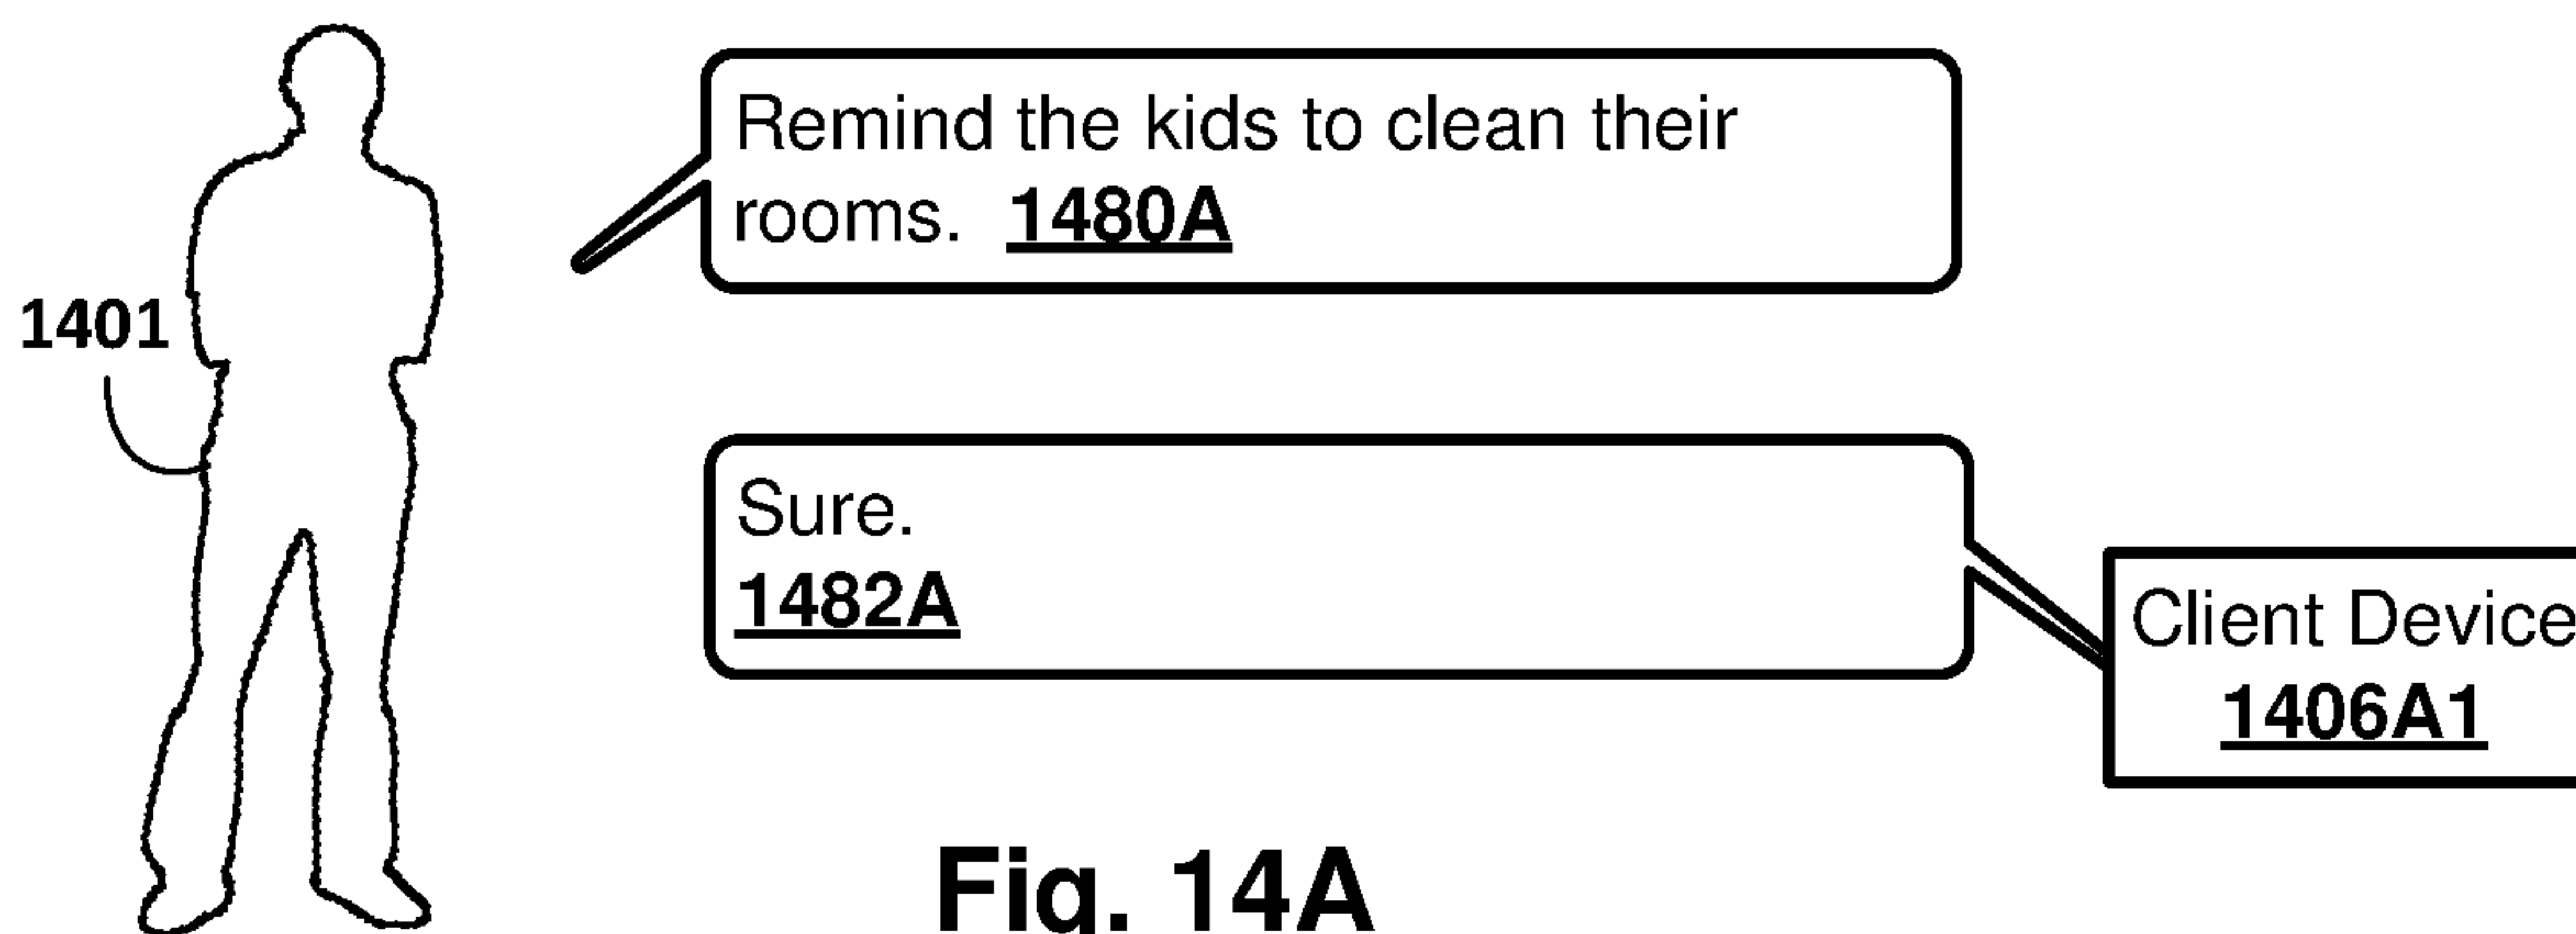 Remind the kids to clean their
rooms. 1480A
1401
Sure.
1482A
Client Device
1406A1
Fig. 14A